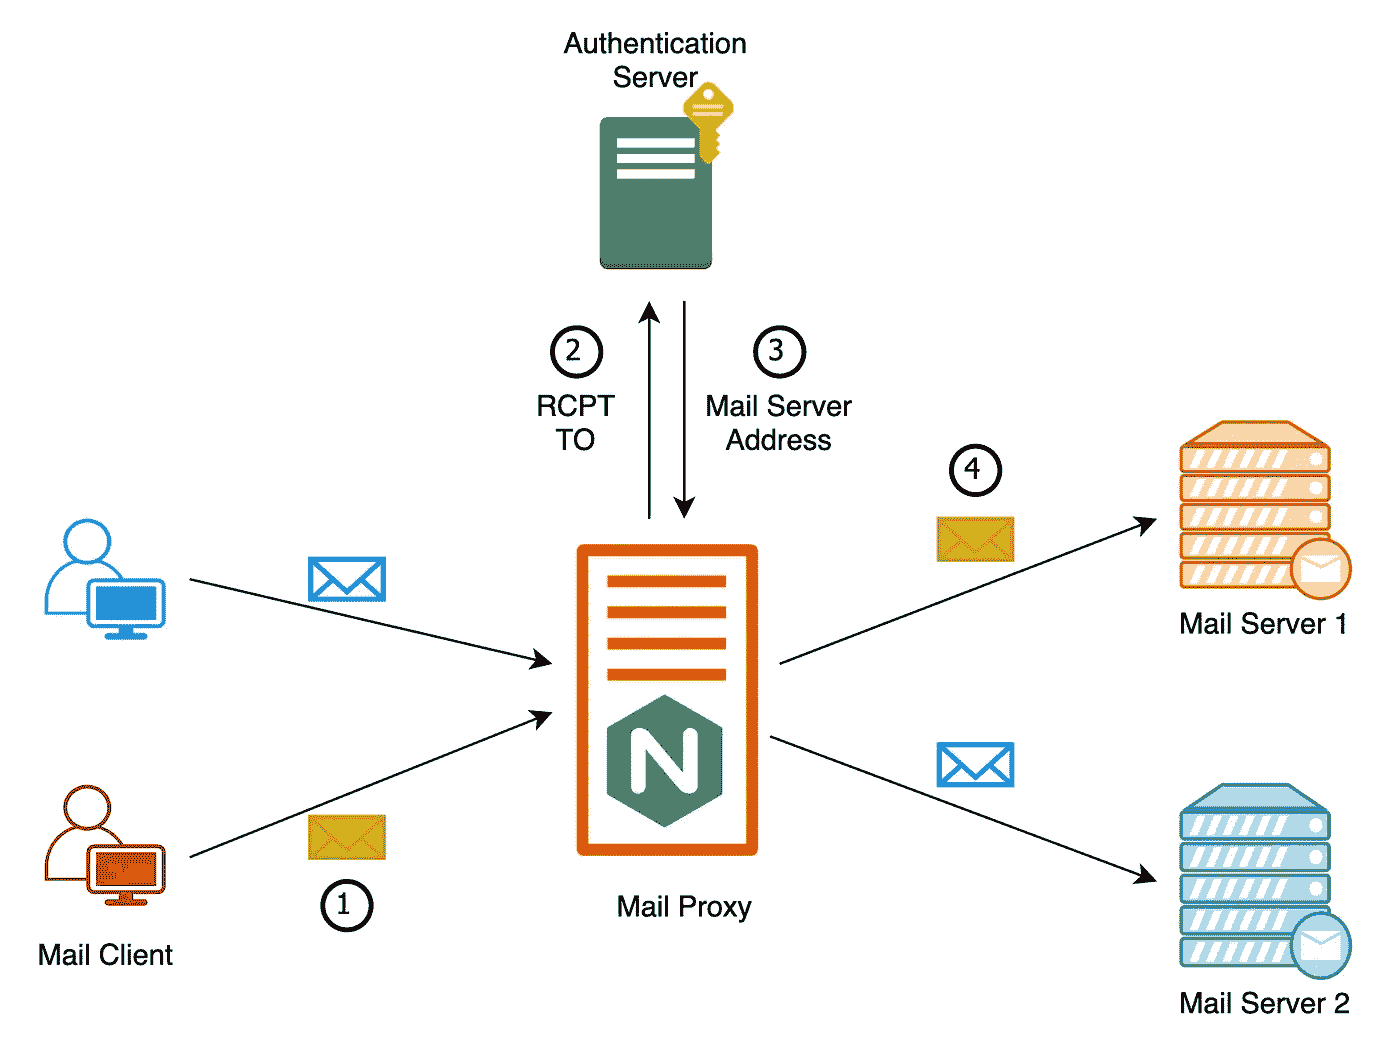 Authentication
Server
2
3
RCPT
TO
Mail Server
Address
4
Mail Server 1
N
1
Mail Proxy
Mail Client
Mail Server 2